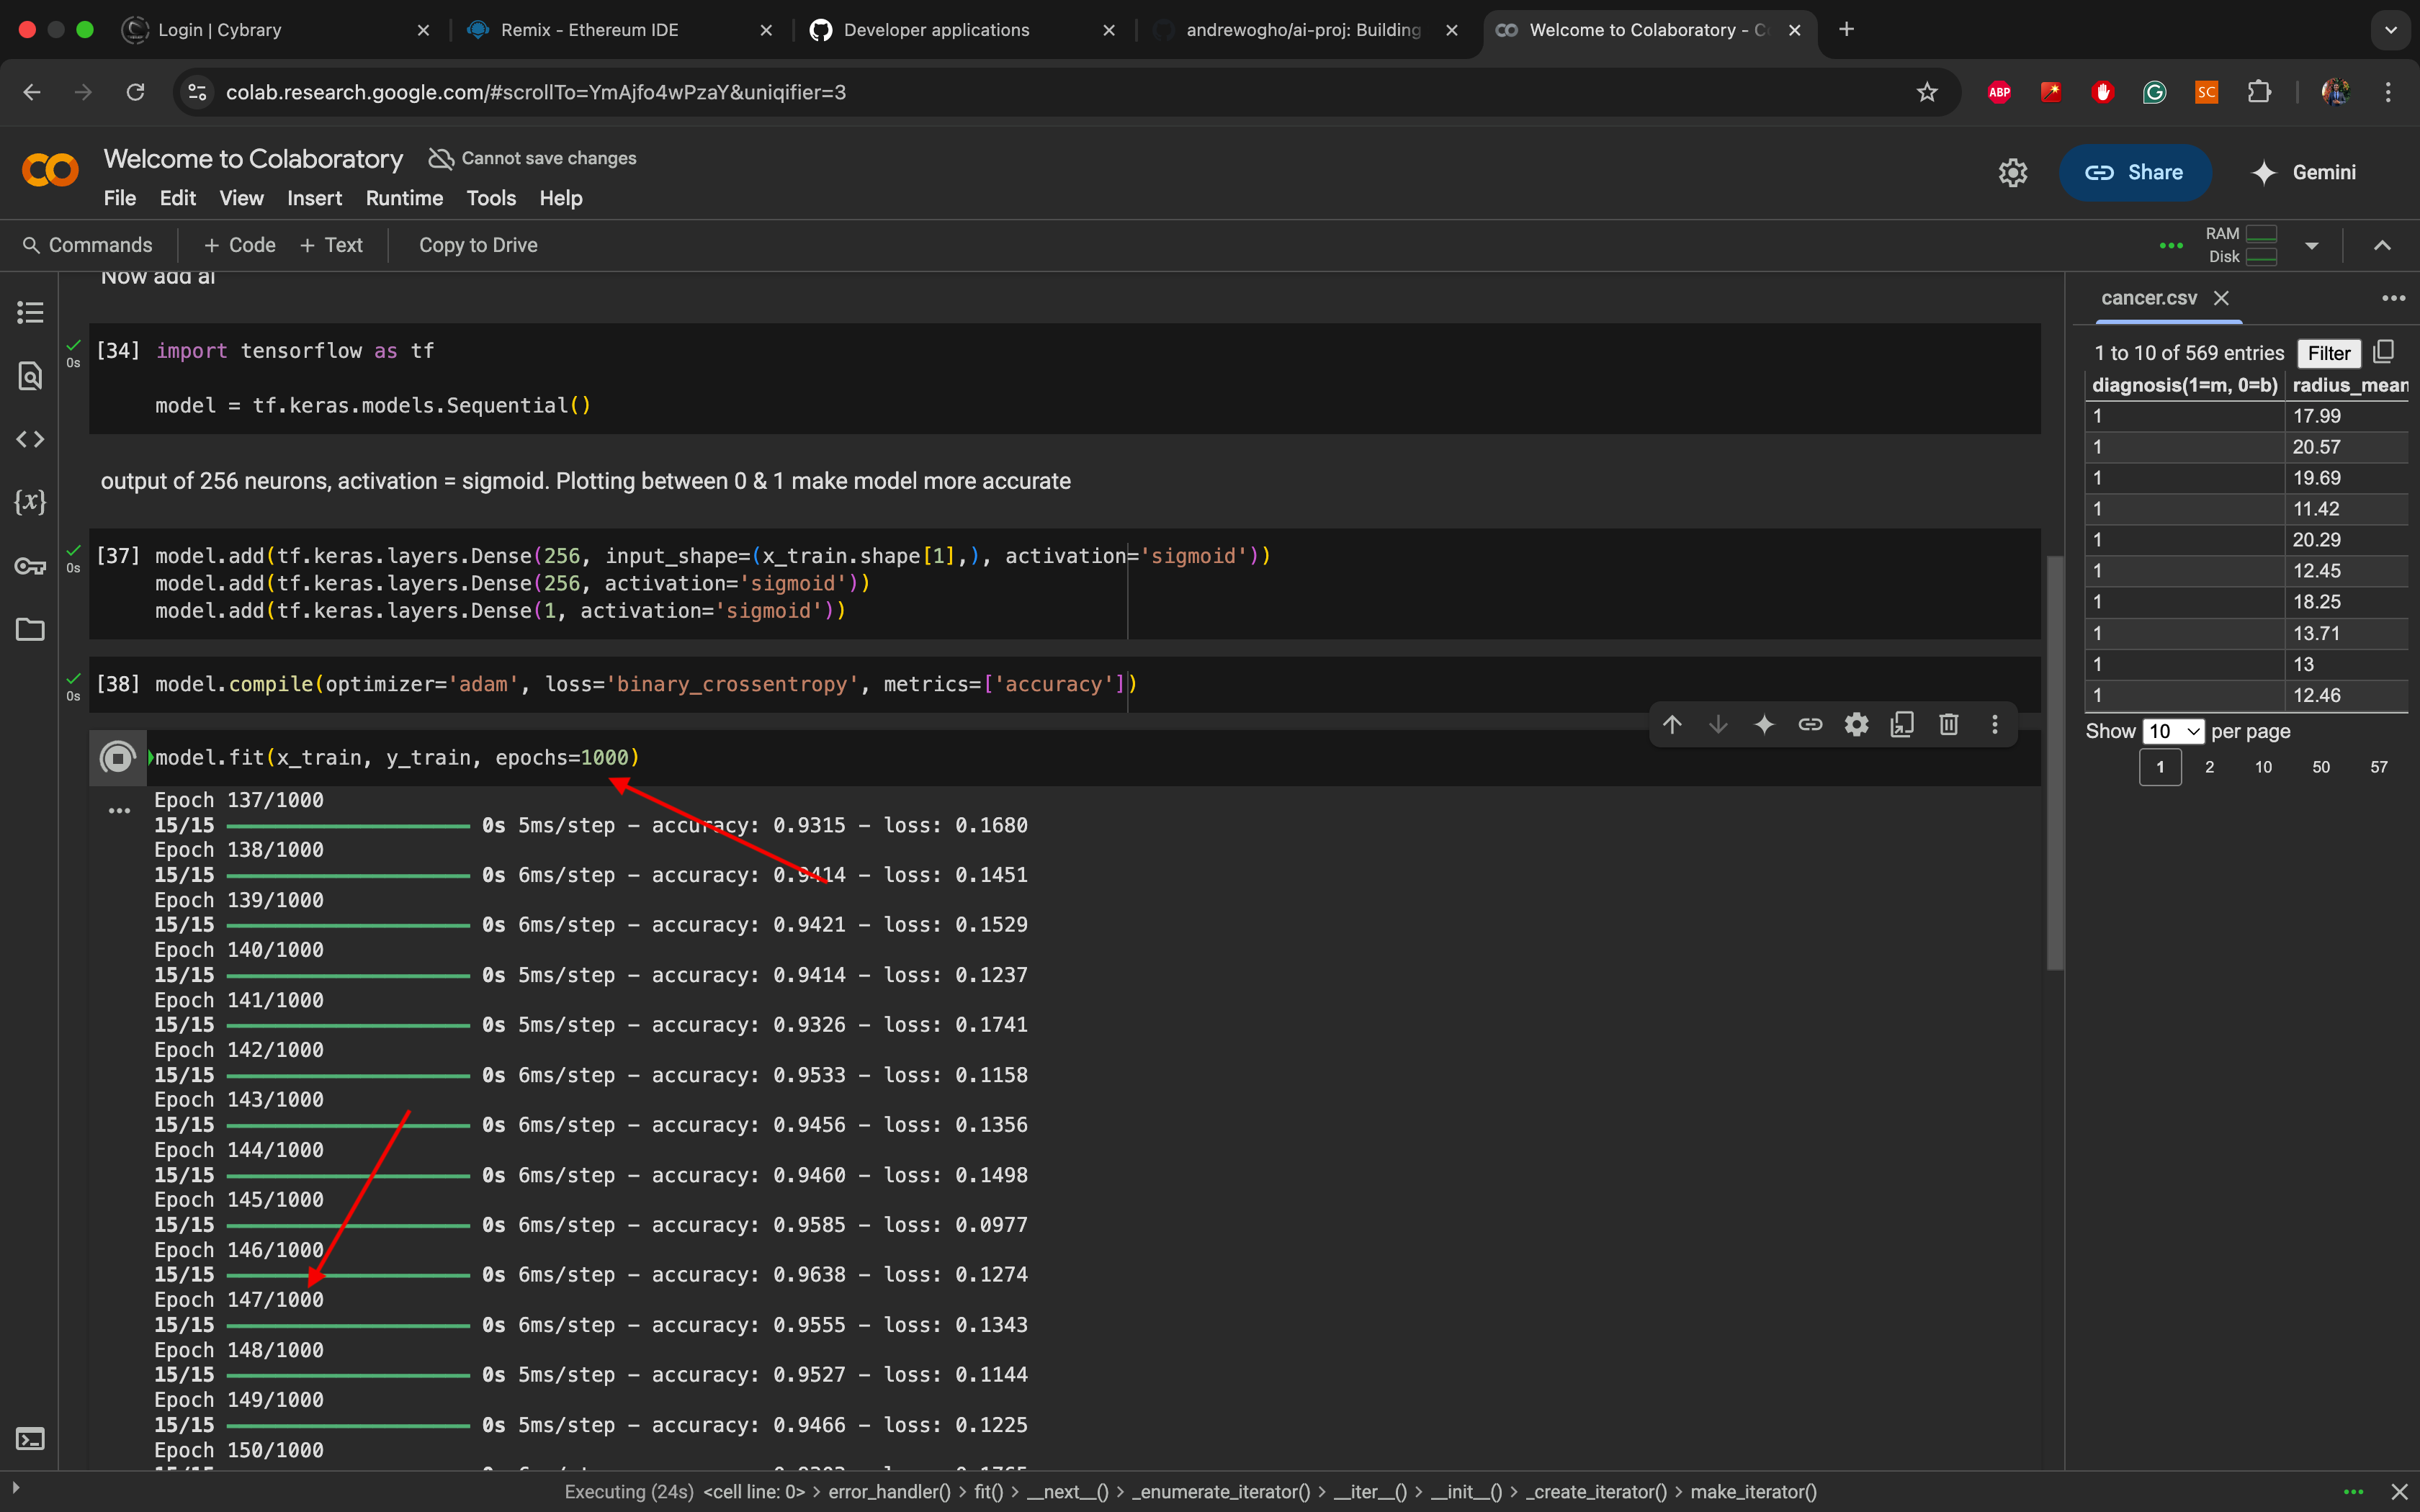 Login | Cybrary
Remix - Ethereum IDE
Developer applications
andrewogho/ai-proj: Building
Welcome to Colaboratory - Co
colab.research.google.com/#scrollTo=YmAjfo4wPzaY&uniqifier=3
ABP
SC
Welcome to Colaboratory
Cannot save changes
Share
Gemini
File Edit View Insert Runtime Tools Help
Commands + Code + Text Copy to Drive
RAM
Disk
Now add ai
[34] import tensorflow as tf
0s
model = tf.keras.models.Sequential()
output of 256 neurons, activation = sigmoid. Plotting between 0 & 1 make model more accurate
[37] model.add(tf.keras.layers.Dense(256, input_shape=(x_train.shape[1],), activation='sigmoid'))
0s
model.add(tf.keras.layers.Dense(256, activation='sigmoid'))
model.add(tf.keras.layers.Dense(1, activation='sigmoid'))
[38] model.compile(optimizer='adam', loss='binary_crossentropy', metrics=['accuracy'])
0s
model.fit(x_train, y_train, epochs=1000)
Epoch 137/1000
15/15 0s 5ms/step - accuracy: 0.9315 - loss: 0.1680
Epoch 138/1000
15/15 0s 6ms/step - accuracy: 0.9414 - loss: 0.1451
Epoch 139/1000
15/15 0s 6ms/step - accuracy: 0.9421 - loss: 0.1529
Epoch 140/1000
15/15 0s 5ms/step - accuracy: 0.9414 - loss: 0.1237
Epoch 141/1000
15/15 0s 5ms/step - accuracy: 0.9326 - loss: 0.1741
Epoch 142/1000
15/15 0s 6ms/step - accuracy: 0.9533 - loss: 0.1158
Epoch 143/1000
15/15 0s 6ms/step - accuracy: 0.9456 - loss: 0.1356
Epoch 144/1000
15/15 0s 6ms/step - accuracy: 0.9460 - loss: 0.1498
Epoch 145/1000
15/15 0s 6ms/step - accuracy: 0.9585 - loss: 0.0977
Epoch 146/1000
15/15 0s 6ms/step - accuracy: 0.9638 - loss: 0.1274
Epoch 147/1000
15/15 0s 6ms/step - accuracy: 0.9555 - loss: 0.1343
Epoch 148/1000
15/15 0s 5ms/step - accuracy: 0.9527 - loss: 0.1144
Epoch 149/1000
15/15 0s 5ms/step - accuracy: 0.9466 - loss: 0.1225
Epoch 150/1000
cancer.csv
1 to 10 of 569 entries Filter
diagnosis(1=m, 0=b) radius_mean
1 17.99
1 20.57
1 19.69
1 11.42
1 20.29
1 12.45
1 18.25
1 13.71
1 13
1 12.46
Show 10 per page
1 2 10 50 57
Executing (24s) <cell line: 0> > error_handler() > fit() > __next__() > _enumerate_iterator() > __iter__() > __init__() > _create_iterator() > make_iterator()